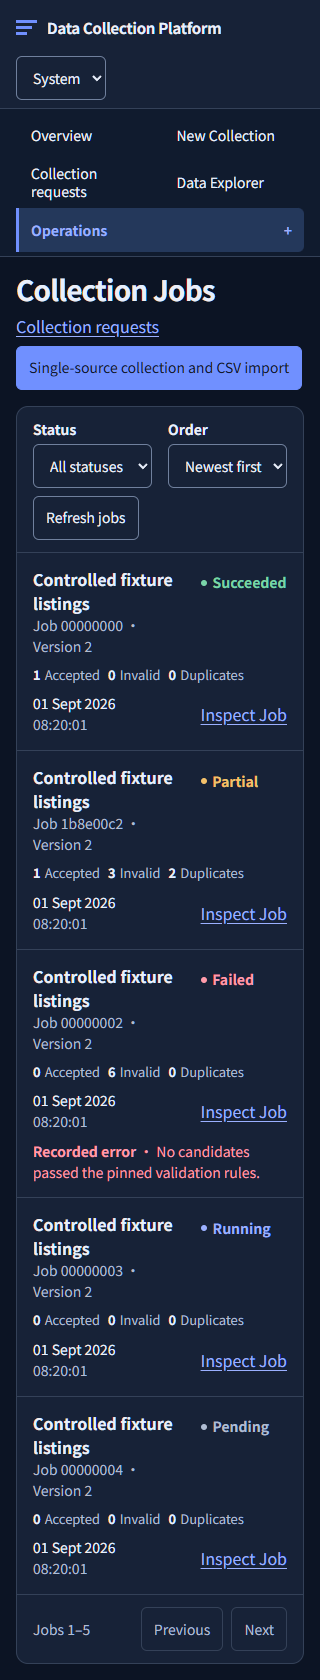 Data Collection Platform
System
Overview
New Collection
Collection
requests
Data Explorer
Operations
+
Collection Jobs
Collection requests
Single-source collection and CSV import
Status
Order
All statuses
Newest first
Refresh jobs
Controlled fixture
listings
Succeeded
Job 00000000 •
Version 2
1 Accepted 0 Invalid 0 Duplicates
01 Sept 2026
08:20:01
Inspect Job
Controlled fixture
listings
Partial
Job 1b8e00c2 •
Version 2
1 Accepted 3 Invalid 2 Duplicates
01 Sept 2026
08:20:01
Inspect Job
Controlled fixture
listings
Failed
Job 00000002 •
Version 2
0 Accepted 6 Invalid 0 Duplicates
01 Sept 2026
08:20:01
Inspect Job
Recorded error • No candidates
passed the pinned validation rules.
Controlled fixture
listings
Running
Job 00000003 •
Version 2
0 Accepted 0 Invalid 0 Duplicates
01 Sept 2026
08:20:01
Inspect Job
Controlled fixture
listings
Pending
Job 00000004 •
Version 2
0 Accepted 0 Invalid 0 Duplicates
01 Sept 2026
08:20:01
Inspect Job
Jobs 1–5
Previous
Next